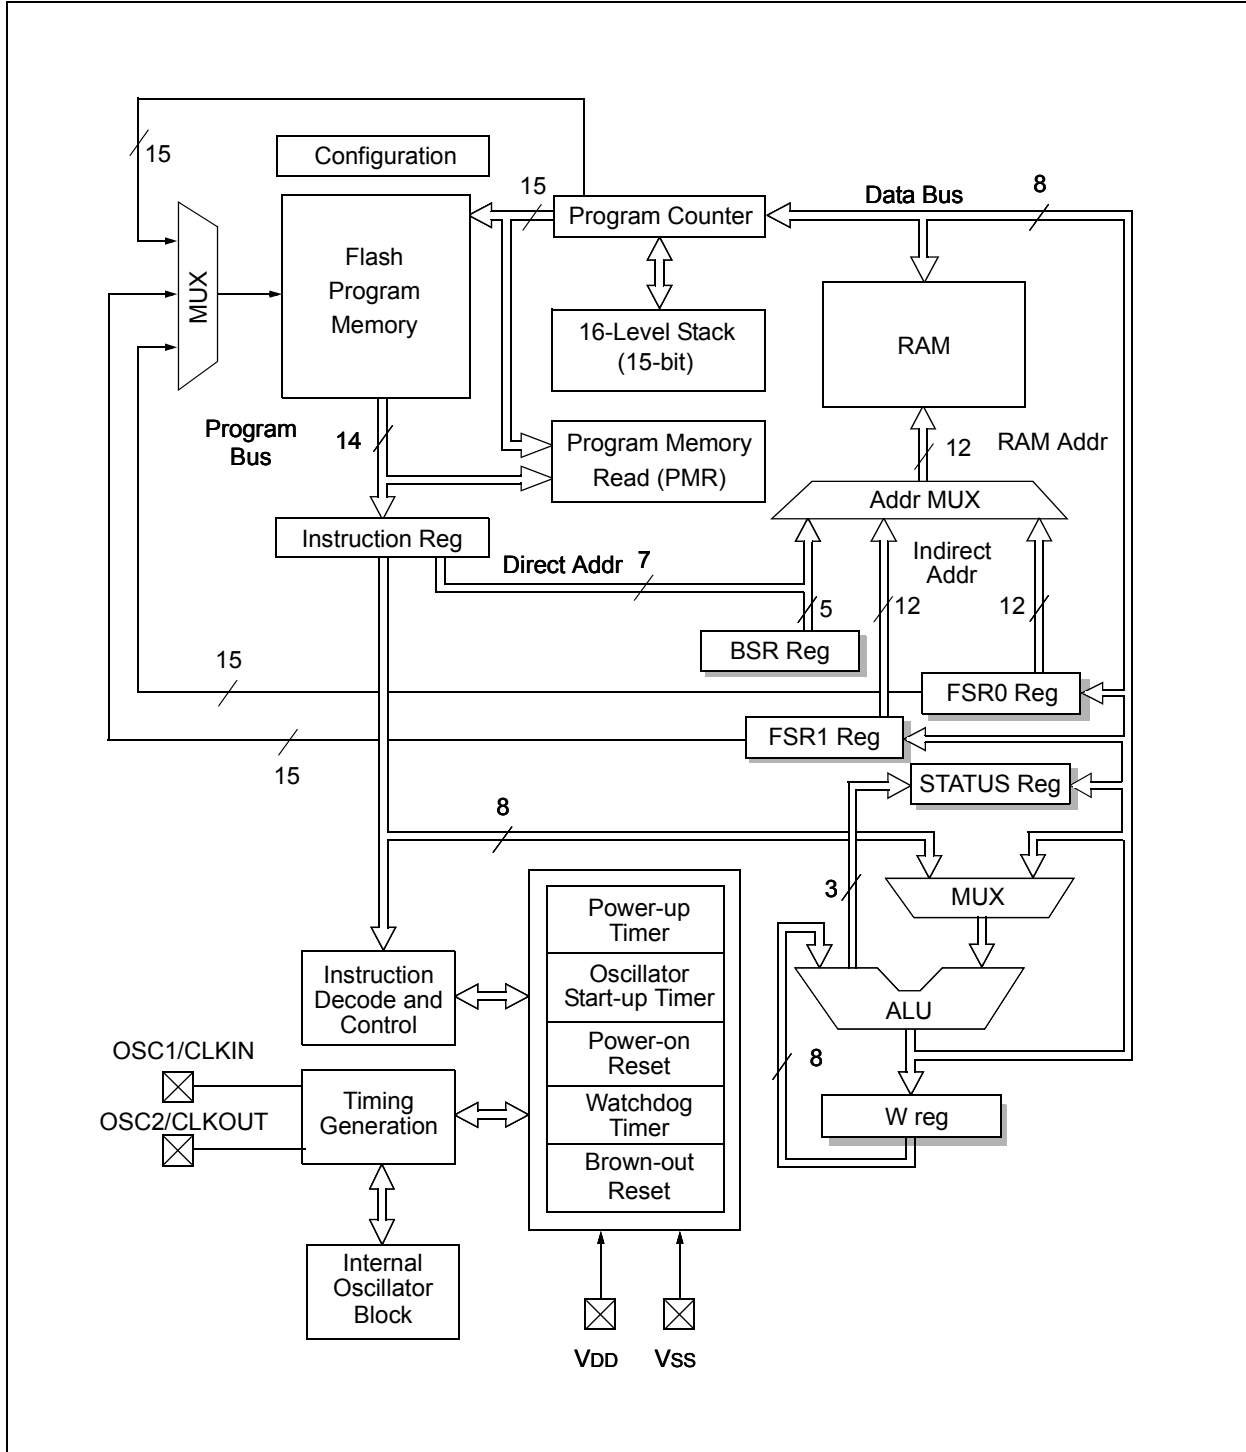 15
Configuration
15
Program Counter
Data Bus
8
MUX
Flash
Program
Memory
16-Level Stack
(15-bit)
RAM
Program
Bus
14
Program Memory
Read (PMR)
12
RAM Addr
Addr MUX
Instruction Reg
Direct Addr
7
Indirect
Addr
5
12
12
BSR Reg
15
FSR0 Reg
FSR1 Reg
15
STATUS Reg
8
3
MUX
Power-up
Timer
Instruction
Decode and
Control
Oscillator
Start-up Timer
ALU
OSC1/CLKIN
Power-on
Reset
8
OSC2/CLKOUT
Timing
Generation
Watchdog
Timer
W reg
Brown-out
Reset
Internal
Oscillator
Block
VDD
VSS